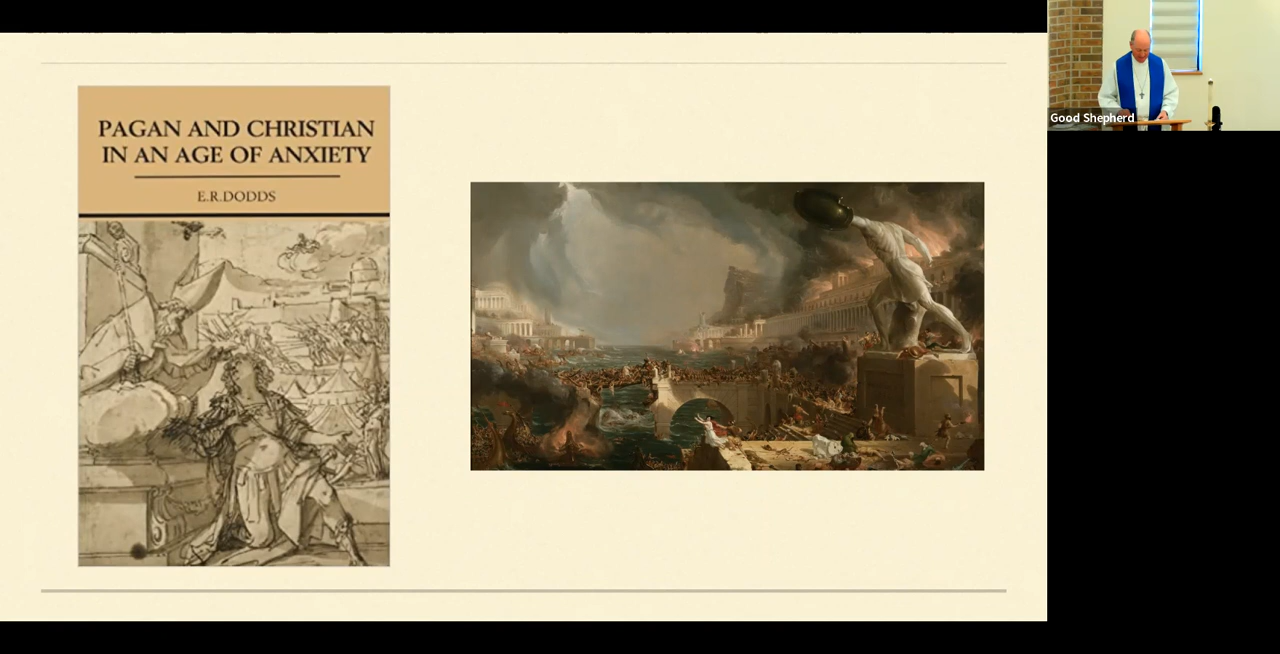 PAGAN AND CHRISTIAN
IN AN AGE OF ANXIETY
E.R.DODDS
Good Shepherd